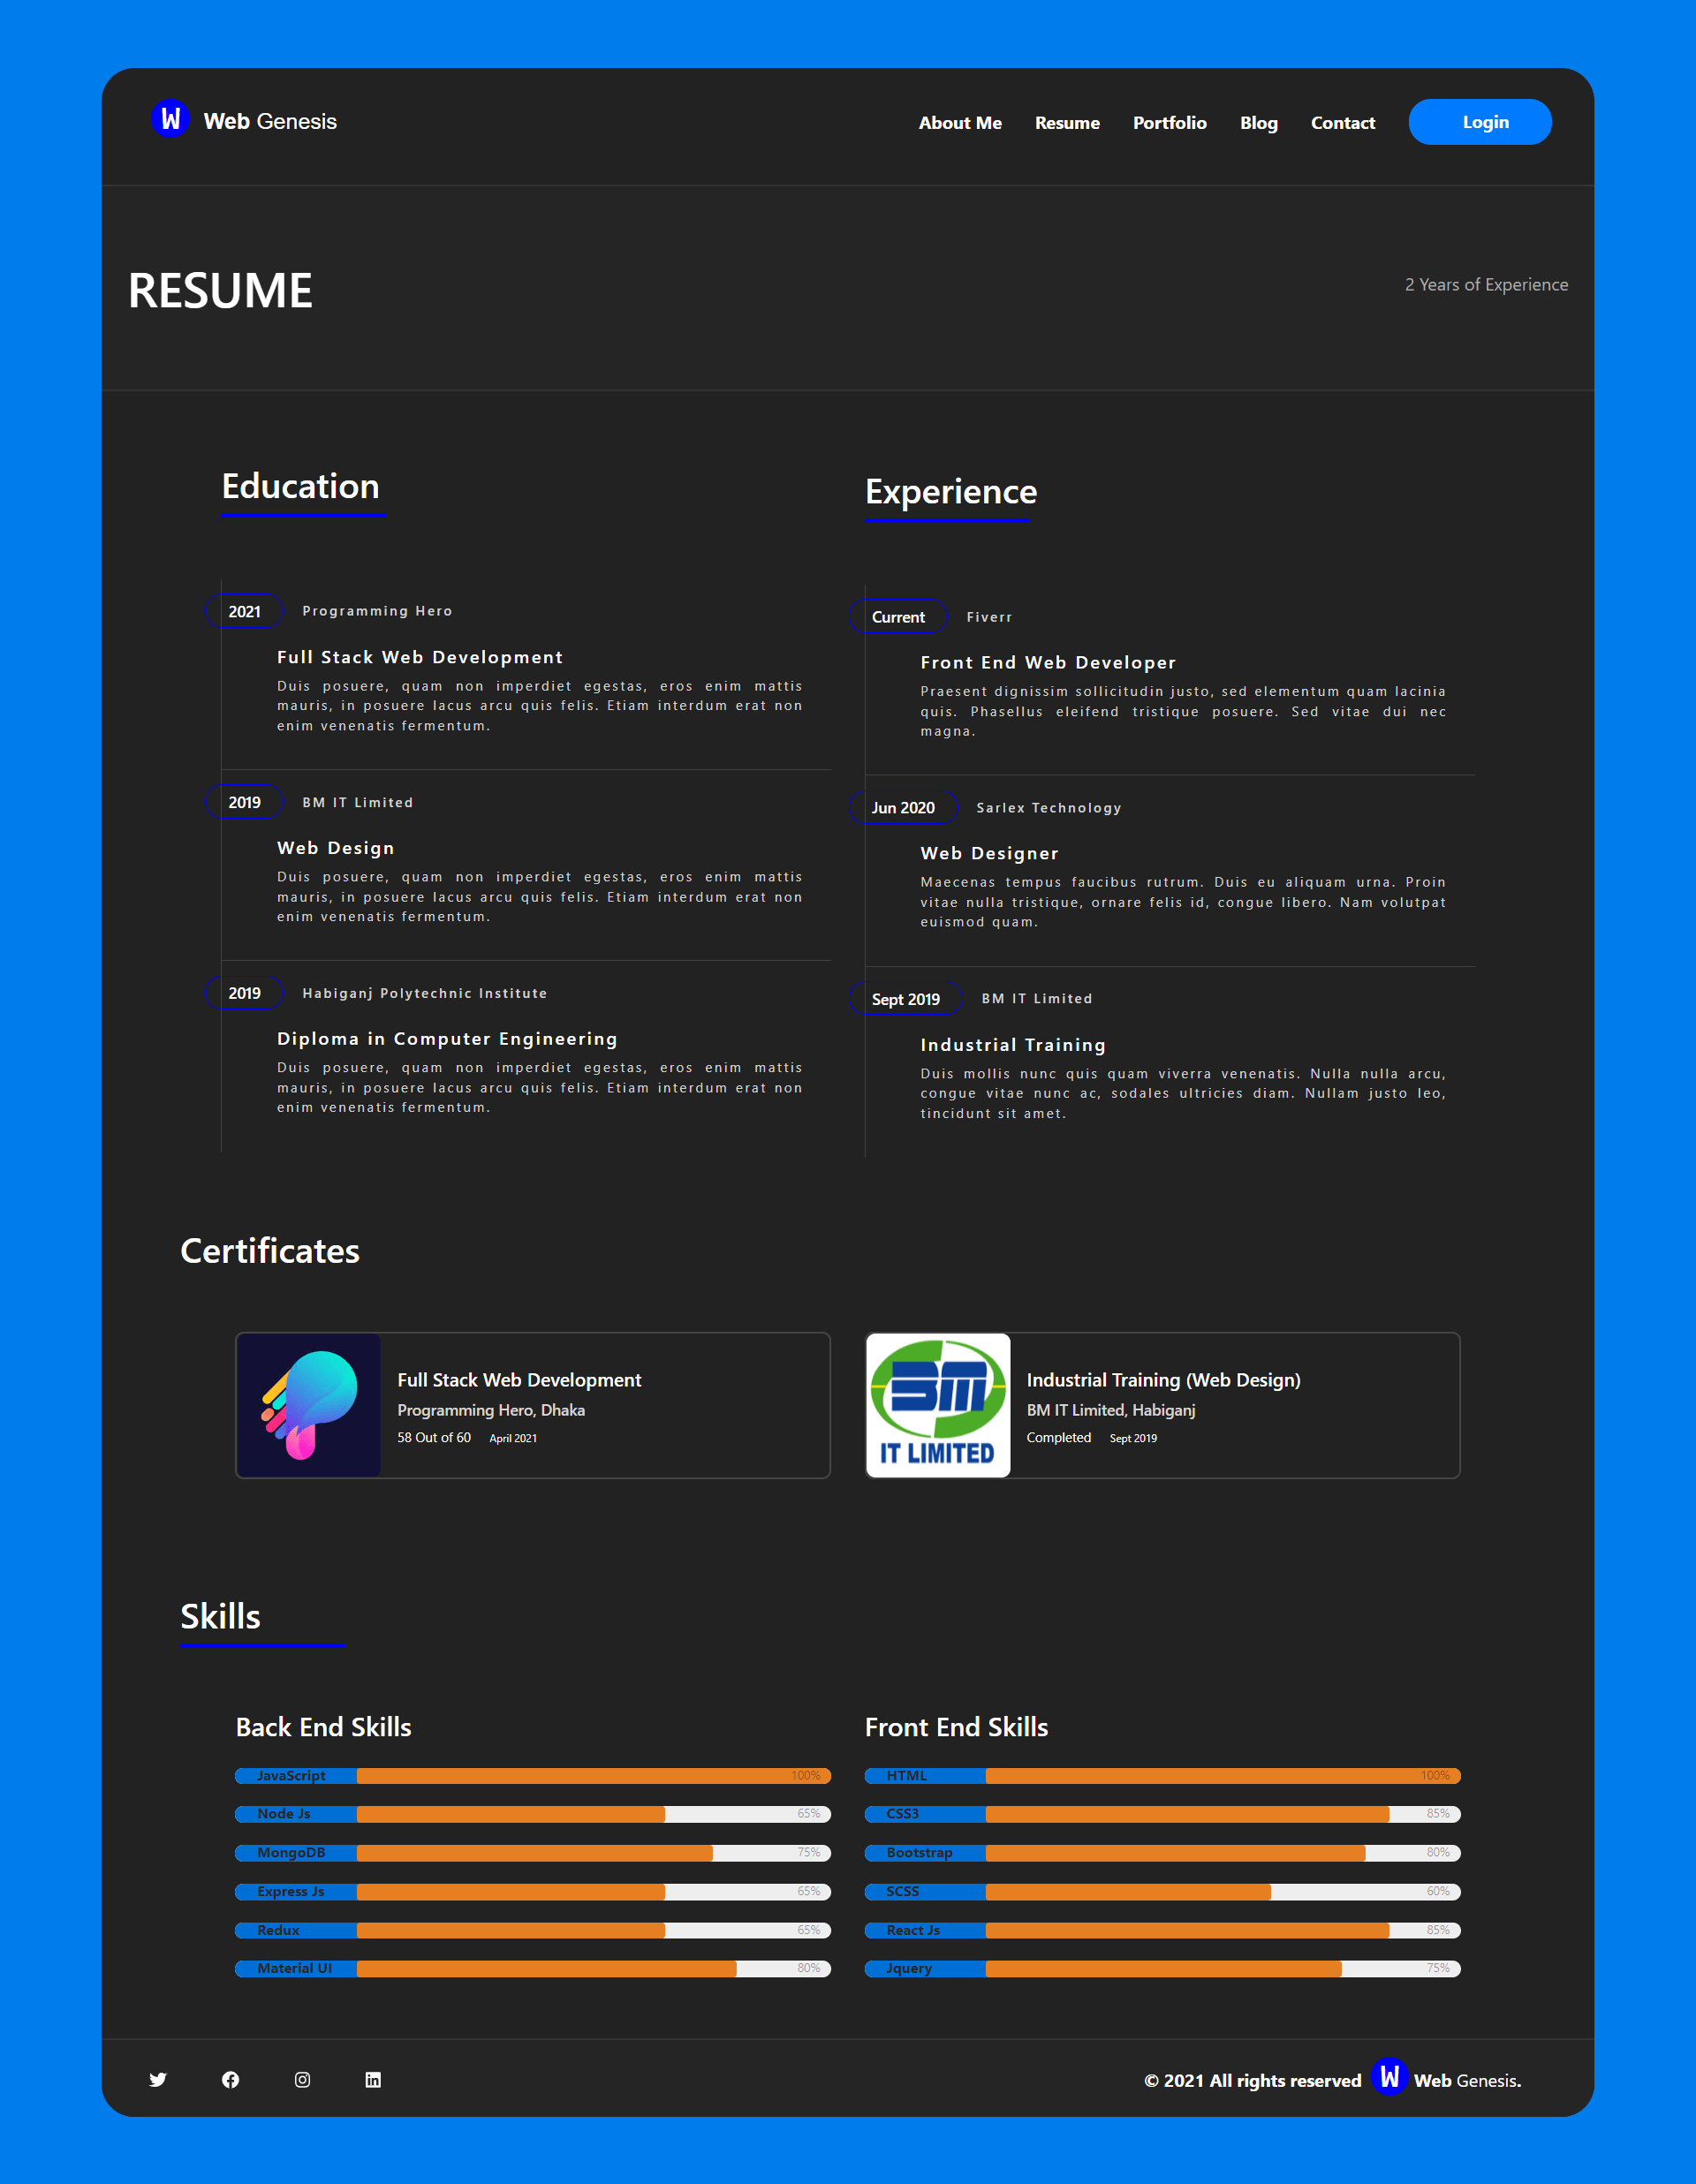 W Web Genesis
About Me Resume Portfolio Blog Contact Login
RESUME
2 Years of Experience
Education
2021 Programming Hero
Full Stack Web Development
Duis posuere, quam non imperdiet egestas, eros enim mattis
mauris, in posuere lacus arcu quis felis. Etiam interdum erat non
enim venenatis fermentum.
2019 BM IT Limited
Web Design
Duis posuere, quam non imperdiet egestas, eros enim mattis
mauris, in posuere lacus arcu quis felis. Etiam interdum erat non
enim venenatis fermentum.
2019 Habiganj Polytechnic Institute
Diploma in Computer Engineering
Duis posuere, quam non imperdiet egestas, eros enim mattis
mauris, in posuere lacus arcu quis felis. Etiam interdum erat non
enim venenatis fermentum.
Experience
Current Fiverr
Front End Web Developer
Praesent dignissim sollicitudin justo, sed elementum quam lacinia
quis. Phasellus eleifend tristique posuere. Sed vitae dui nec
magna.
Jun 2020 Sarlex Technology
Web Designer
Maecenas tempus faucibus rutrum. Duis eu aliquam urna. Proin
vitae nulla tristique, ornare felis id, congue libero. Nam volutpat
euismod quam.
Sept 2019 BM IT Limited
Industrial Training
Duis mollis nunc quis quam viverra venenatis. Nulla nulla arcu,
congue vitae nunc ac, sodales ultricies diam. Nullam justo leo,
tincidunt sit amet.
Certificates
Full Stack Web Development
Programming Hero, Dhaka
58 Out of 60 April 2021
BM
IT LIMITED
Industrial Training (Web Design)
BM IT Limited, Habiganj
Completed Sept 2019
Skills
Back End Skills
JavaScript 100%
Node Js 65%
MongoDB 75%
Express Js 65%
Redux 65%
Material UI 80%
Front End Skills
HTML 100%
CSS3 85%
Bootstrap 80%
SCSS 60%
React Js 85%
Jquery 75%
© 2021 All rights reserved W Web Genesis.